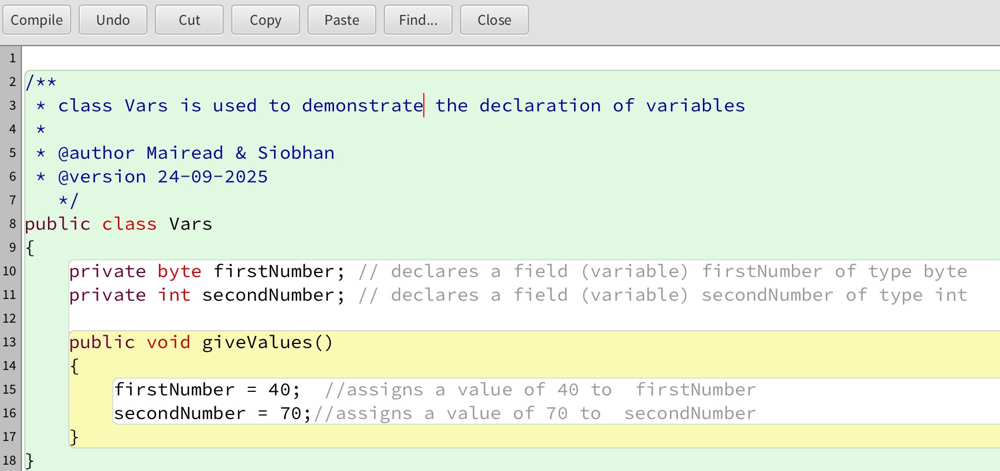 Compile Undo Cut Copy Paste Find... Close
1
2 /**
3  * class Vars is used to demonstrate the declaration of variables
4  *
5  * @author Mairead & Siobhan
6  * @version 24-09-2025
7    */
8 public class Vars
9 {
10     private byte firstNumber; // declares a field (variable) firstNumber of type byte
11     private int secondNumber; // declares a field (variable) secondNumber of type int
12
13     public void giveValues()
14     {
15         firstNumber = 40;  //assigns a value of 40 to  firstNumber
16         secondNumber = 70;//assigns a value of 70 to  secondNumber
17     }
18 }